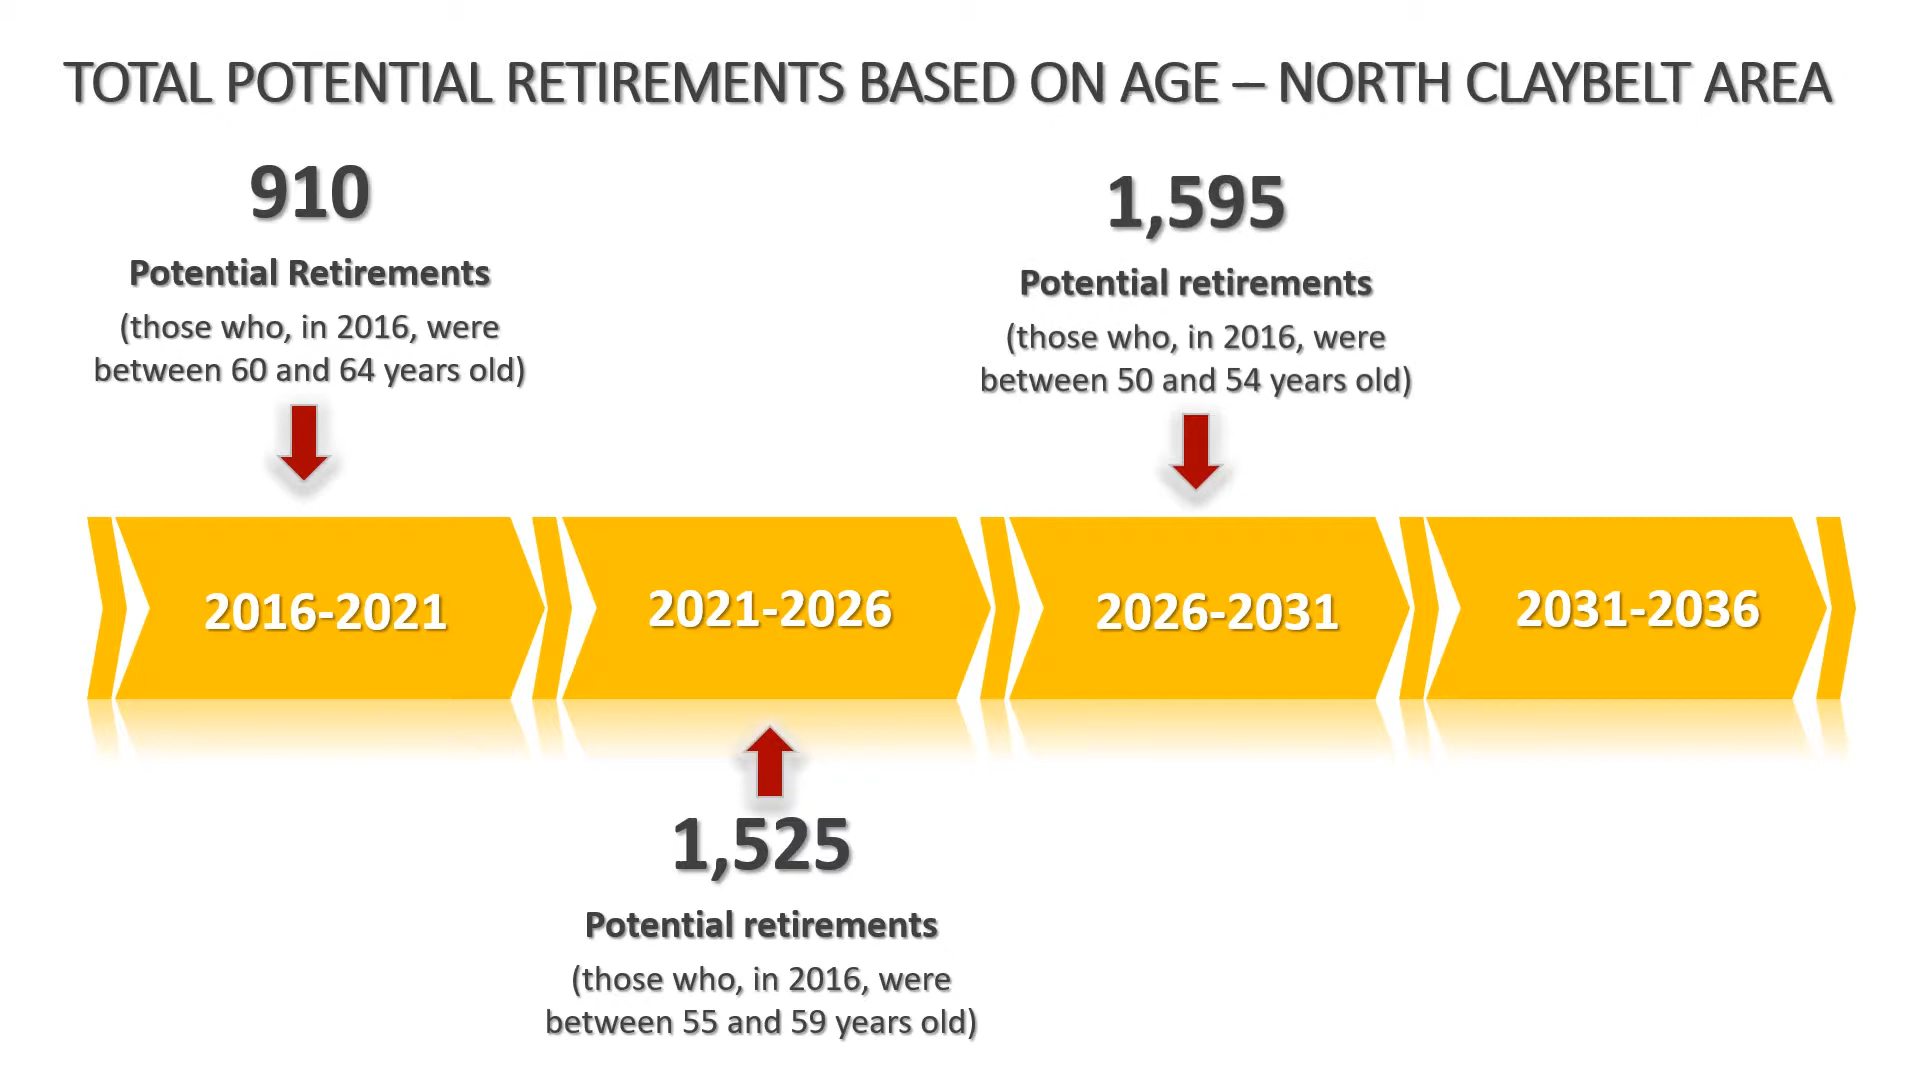 TOTAL POTENTIAL RETIREMENTS BASED ON AGE – NORTH CLAYBELT AREA
910
Potential Retirements
(those who, in 2016, were
between 60 and 64 years old)
1,595
Potential retirements
(those who, in 2016, were
between 50 and 54 years old)
2016-2021
2021-2026
2026-2031
2031-2036
1,525
Potential retirements
(those who, in 2016, were
between 55 and 59 years old)